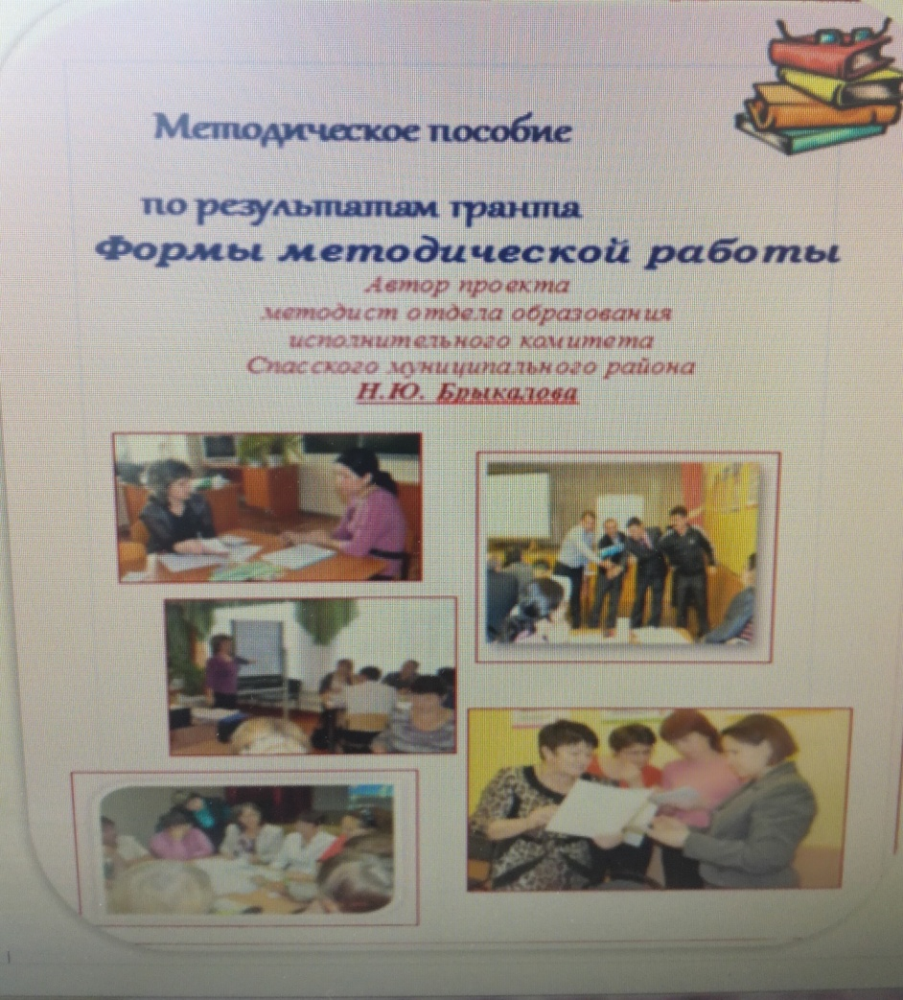 Методическое пособие
по результатам гранта
Формы методической работы
Автор проекта
методист отдела образования
исполнительного комитета
Спасского муниципального района
Н.Ю. Брыкалова